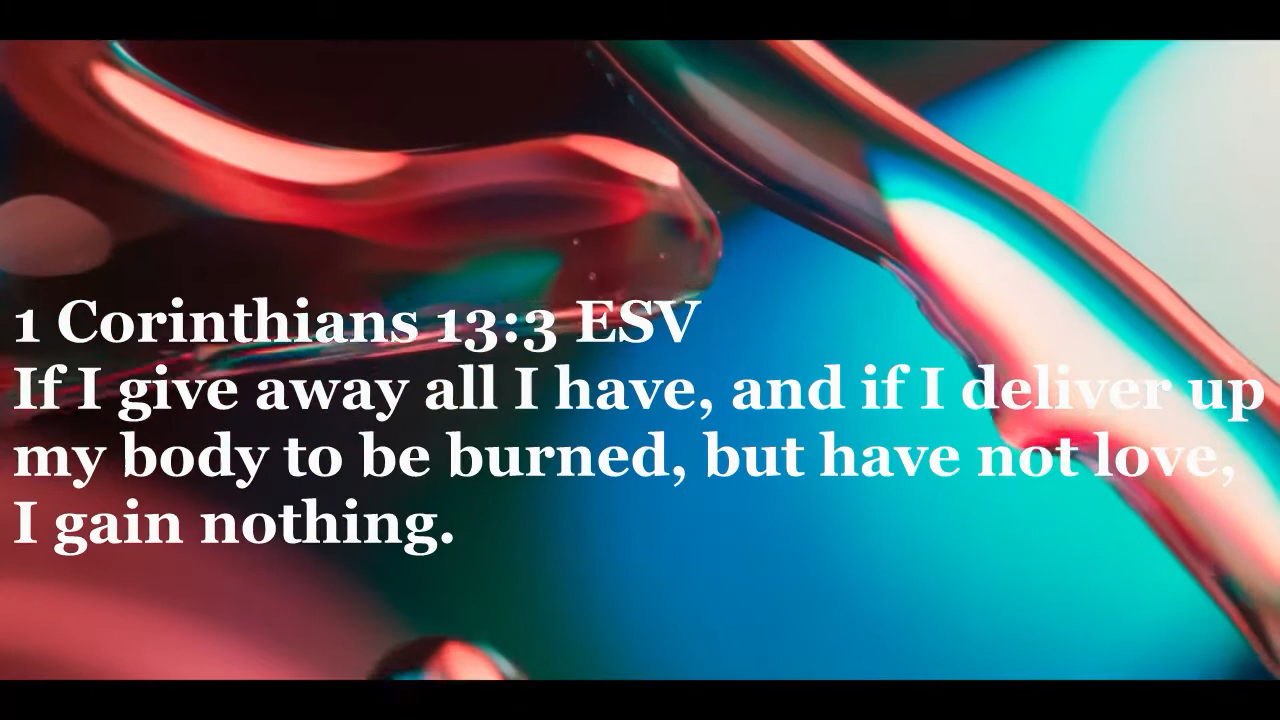 1 Corinthians 13:3 ESV
If I give away all I have, and if I deliver up
my body to be burned, but have not love,
I gain nothing.